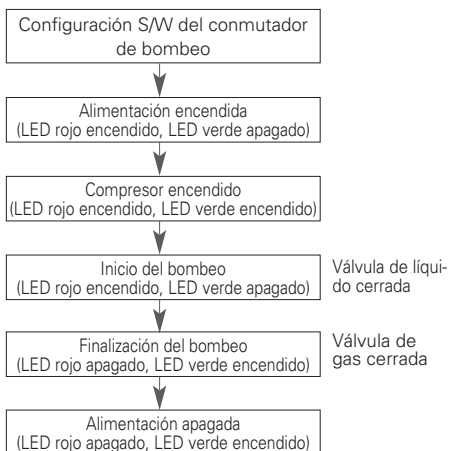 Configuración S/W del conmutador
de bombeo
Alimentación encendida
(LED rojo encendido, LED verde apagado)
Compresor encendido
(LED rojo encendido, LED verde encendido)
Inicio del bombeo
(LED rojo encendido, LED verde apagado)
Válvula de líqui-
do cerrada
Finalización del bombeo
(LED rojo apagado, LED verde encendido)
Válvula de
gas cerrada
Alimentación apagada
(LED rojo apagado, LED verde encendido)